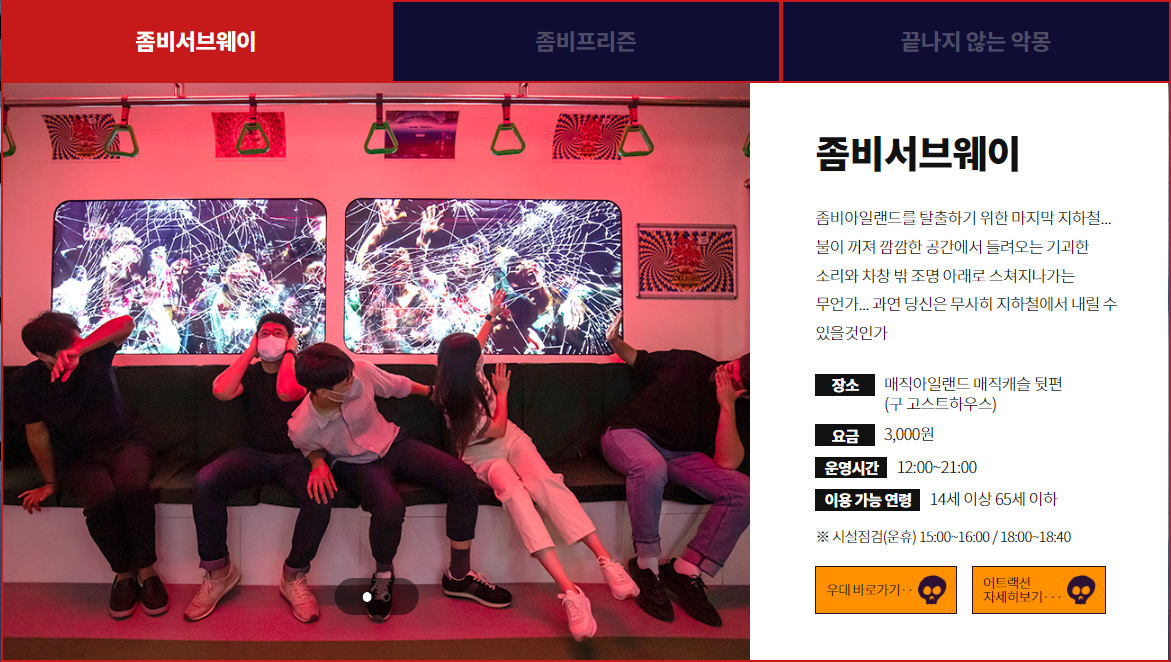 좀비서브웨이
좀비프리즌
끝나지 않는 악몽
좀비서브웨이
좀비아일랜드를 탈출하기 위한 마지막 지하철...
불이 꺼져 깜깜한 공간에서 들려오는 기괴한
소리와 차창 밖 조명 아래로 스쳐지나가는
무언가... 과연 당신은 무사히 지하철에서 내릴 수
있을것인가
장소 매직아일랜드 매직캐슬 뒷편
(구 고스트하우스)
요금 3,000원
운영시간 12:00~21:00
이용 가능 연령 14세 이상 65세 이하
※ 시설점검(운휴) 15:00~16:00 / 18:00~18:40
우대 바로가기··
어트랙션
자세히보기···